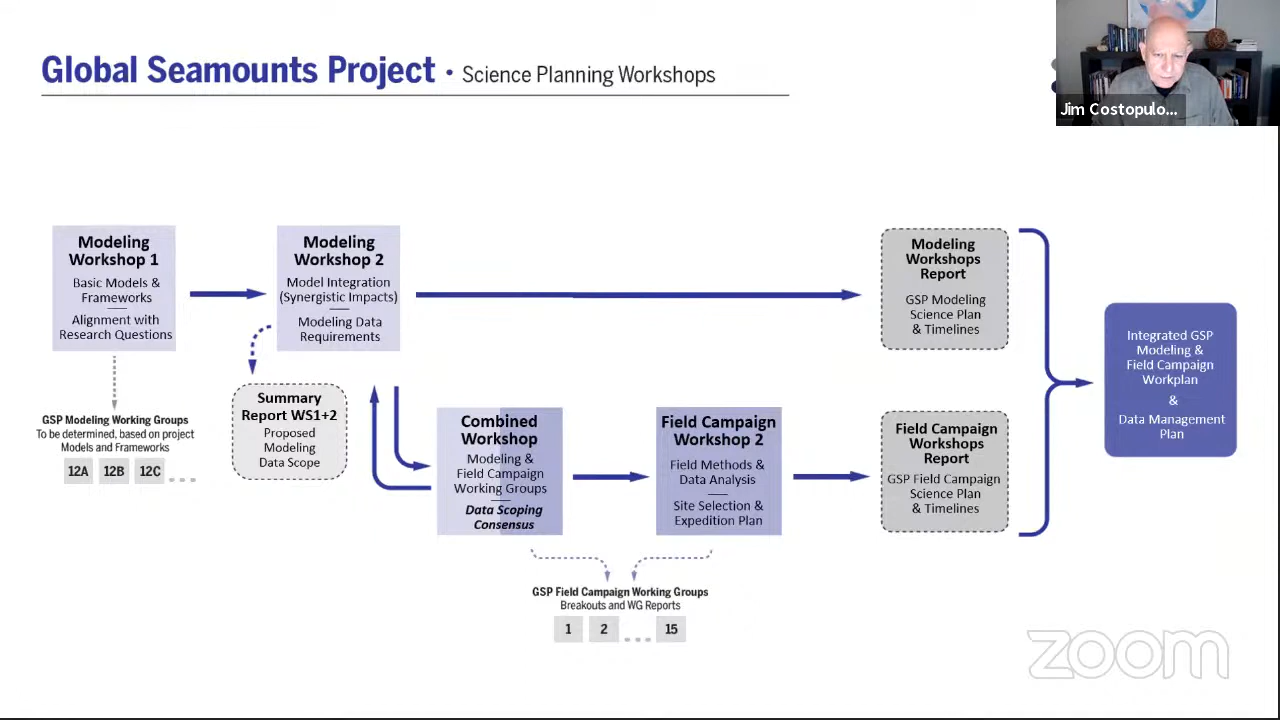 Global Seamounts Project • Science Planning Workshops
Jim Costopulo...
Modeling
Workshop 1
Basic Models &
Frameworks
Alignment with
Research Questions
Modeling
Workshop 2
Model Integration
(Synergistic Impacts)
Modeling Data
Requirements
Modeling
Workshops
Report
GSP Modeling
Science Plan
& Timelines
Integrated GSP
Modeling &
Field Campaign
Workplan
&
Data Management
Plan
GSP Modeling Working Groups
To be determined, based on project
Models and Frameworks
12A 12B 12C ...
Summary
Report WS1+2
Proposed
Modeling
Data Scope
Combined
Workshop
Modeling &
Field Campaign
Working Groups
Data Scoping
Consensus
Field Campaign
Workshop 2
Field Methods &
Data Analysis
Site Selection &
Expedition Plan
Field Campaign
Workshops
Report
GSP Field Campaign
Science Plan
& Timelines
GSP Field Campaign Working Groups
Breakouts and WG Reports
1 2 ... 15
zoom